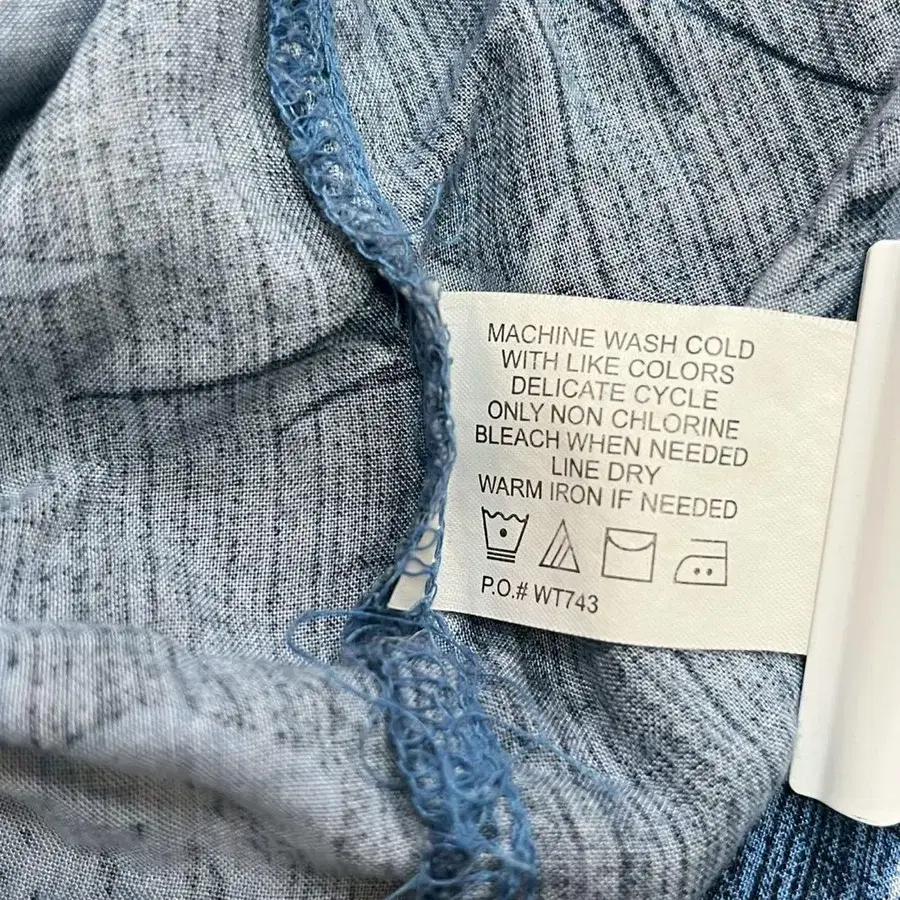 MACHINE WASH COLD
WITH LIKE COLORS
DELICATE CYCLE
ONLY NON CHLORINE
BLEACH WHEN NEEDED
LINE DRY
WARM IRON IF NEEDED
P.O.# WT743